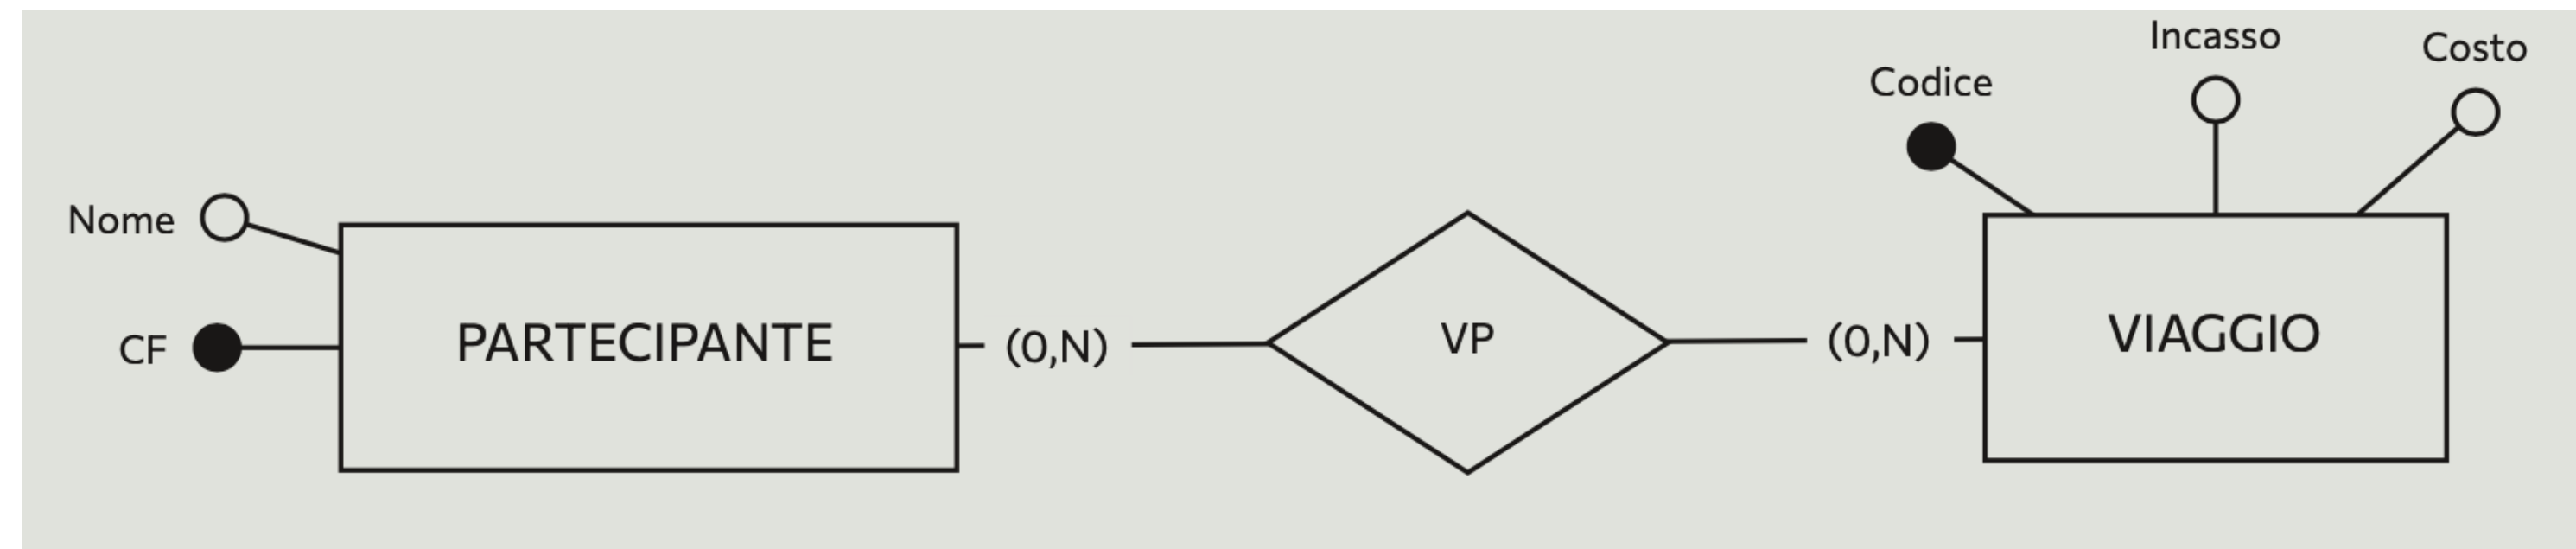 Incasso
Costo
Codice
Nome
CF
PARTECIPANTE
(0,N)
VP
(0,N)
VIAGGIO